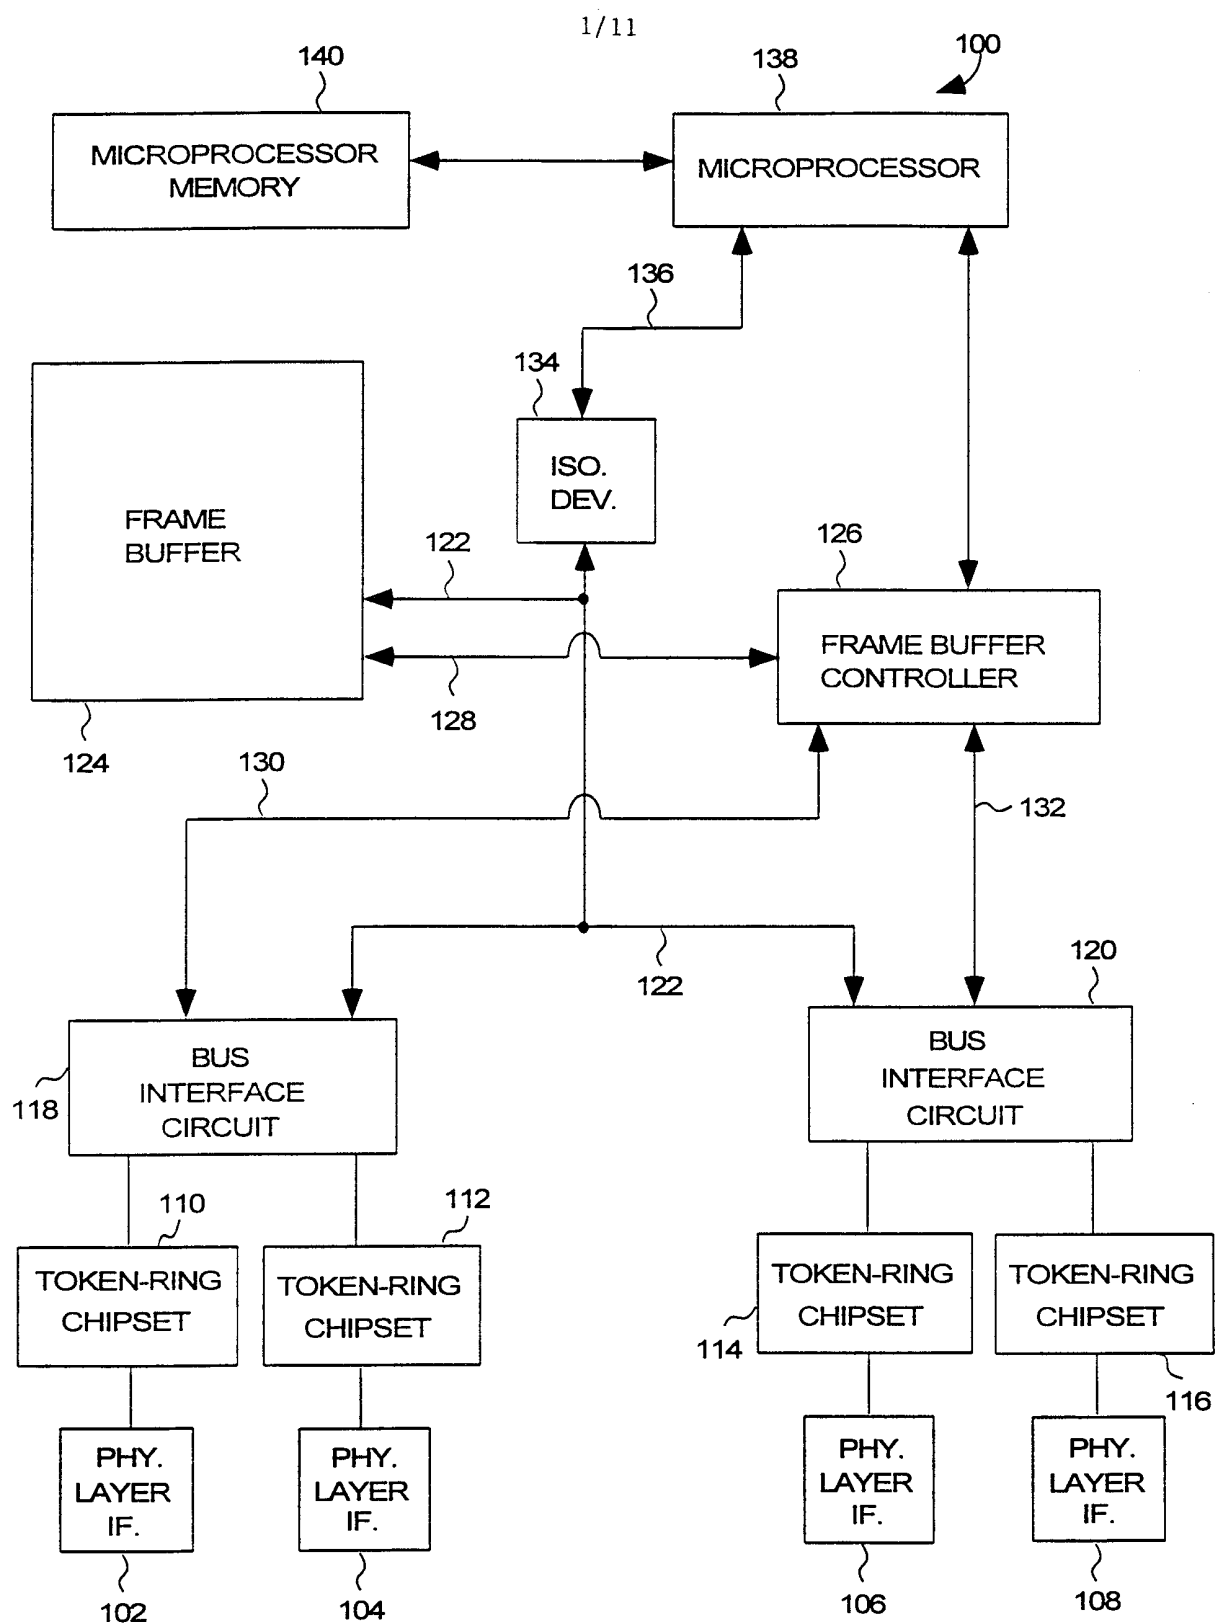 1/11
100
140
138
MICROPROCESSOR
MEMORY
MICROPROCESSOR
136
134
ISO.
DEV.
FRAME
BUFFER
122
126
FRAME BUFFER
CONTROLLER
128
124
130
132
122
120
BUS
INTERFACE
CIRCUIT
118
BUS
INTERFACE
CIRCUIT
110
112
TOKEN-RING
CHIPSET
TOKEN-RING
CHIPSET
TOKEN-RING
CHIPSET
TOKEN-RING
CHIPSET
114
116
PHY.
LAYER
IF.
PHY.
LAYER
IF.
PHY.
LAYER
IF.
PHY.
LAYER
IF.
102
104
106
108